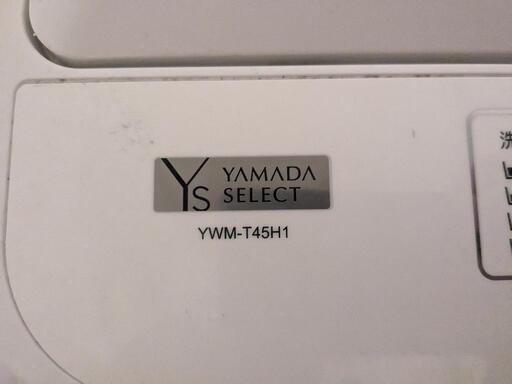 YS YAMADA
SELECT
YWM-T45H1
洗